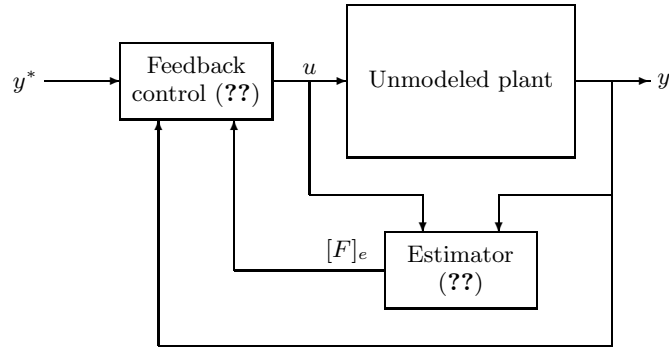 Feedback
control (??)
y*
u
Unmodeled plant
y
[F]e
Estimator
(??)